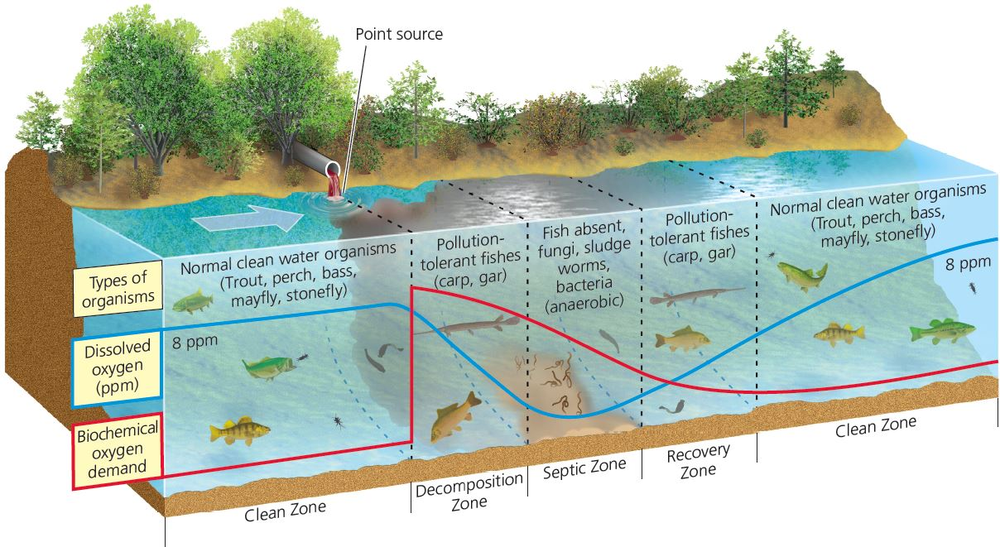 Point source
Types of
organisms
Dissolved
oxygen
(ppm)
Biochemical
oxygen
demand
Normal clean water organisms
(Trout, perch, bass,
mayfly, stonefly)
8 ppm
Pollution-
tolerant fishes
(carp, gar)
Fish absent,
fungi, sludge
worms,
bacteria
(anaerobic)
Pollution-
tolerant fishes
(carp, gar)
Normal clean water organisms
(Trout, perch, bass,
mayfly, stonefly)
8 ppm
Clean Zone
Decomposition
Zone
Septic Zone
Recovery
Zone
Clean Zone